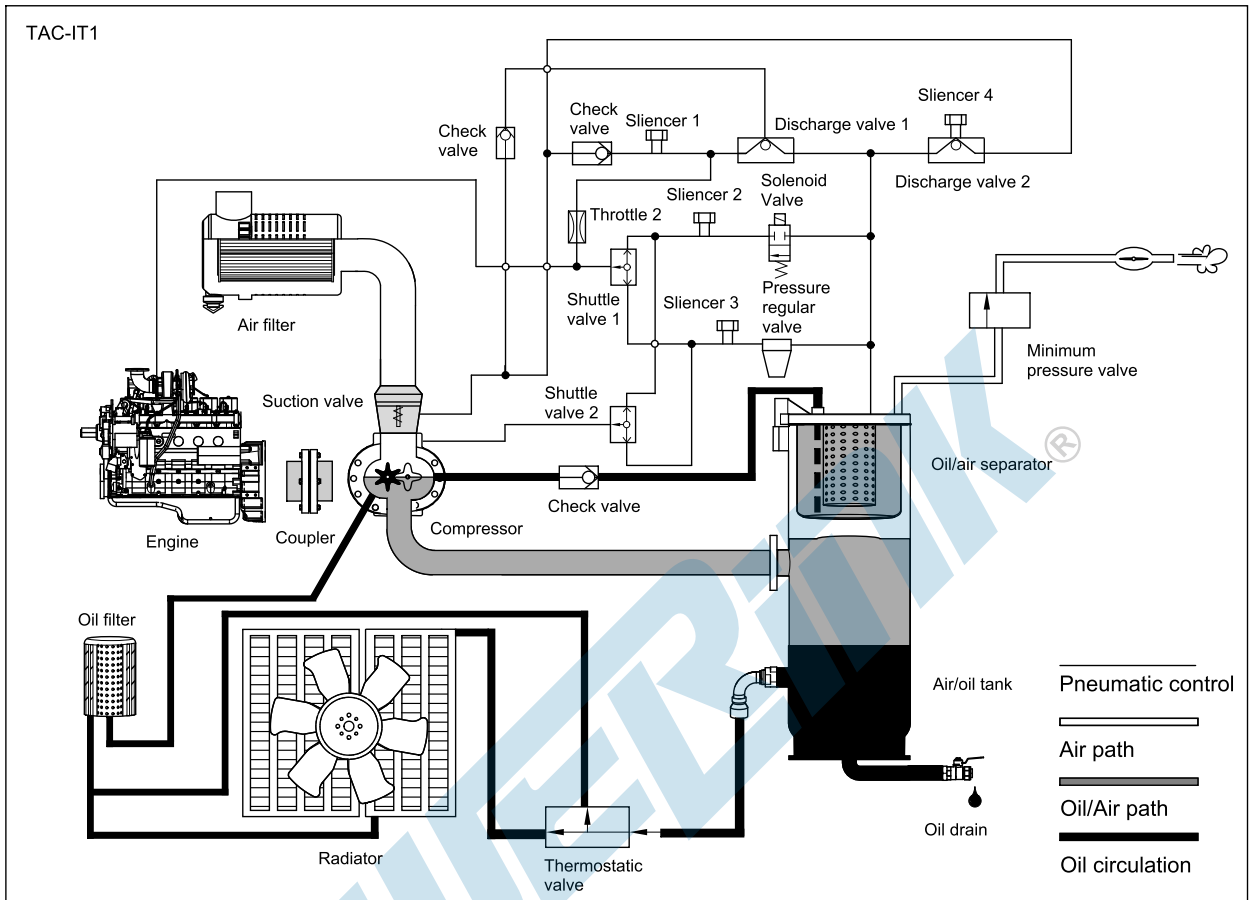 TAC-IT1
Sliencer 4
Check
valve
Sliencer 1
Discharge valve 1
Check
valve
Discharge valve 2
Solenoid
Valve
Sliencer 2
Throttle 2
Shuttle
valve 1
Sliencer 3
Pressure
regular
valve
Air filter
Minimum
pressure valve
Suction valve
Shuttle
valve 2
Oil/air separator
®
Check valve
Compressor
Engine
Coupler
Oil filter
Air/oil tank
Pneumatic control
Air path
Oil/Air path
Oil circulation
Oil drain
Radiator
Thermostatic
valve